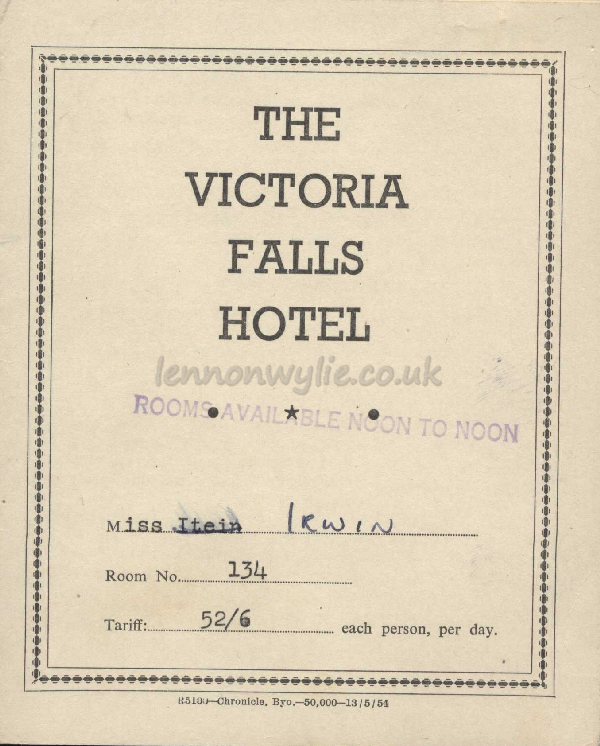 THE
VICTORIA
FALLS
HOTEL
lennonwylie.co.uk
ROOMS AVAILABLE NOON TO NOON
Miss Itein IRWIN
Room No. 134
Tariff: 52/6 each person, per day.
Chronicle, Byo.—50,000—13/5/54